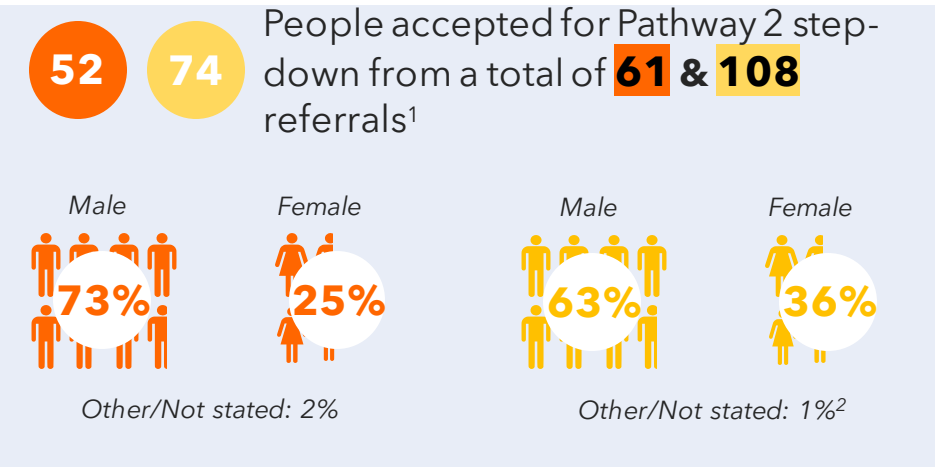 52 74
People accepted for Pathway 2 step-
down from a total of 61 & 108
referrals¹
Male Female Male Female
73% 25% 63% 36%
Other/Not stated: 2% Other/Not stated: 1%²